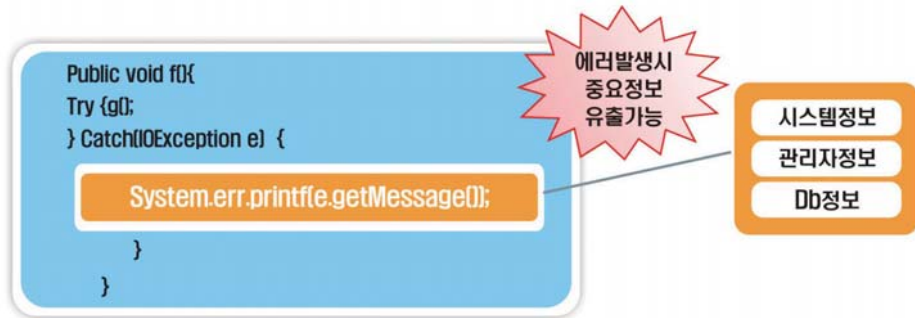 Public void f(){
Try {g();
} Catch(IOException e) {
System.err.printf(e.getMessage());
}
}
에러발생시
중요정보
유출가능
시스템정보
관리자정보
Db정보